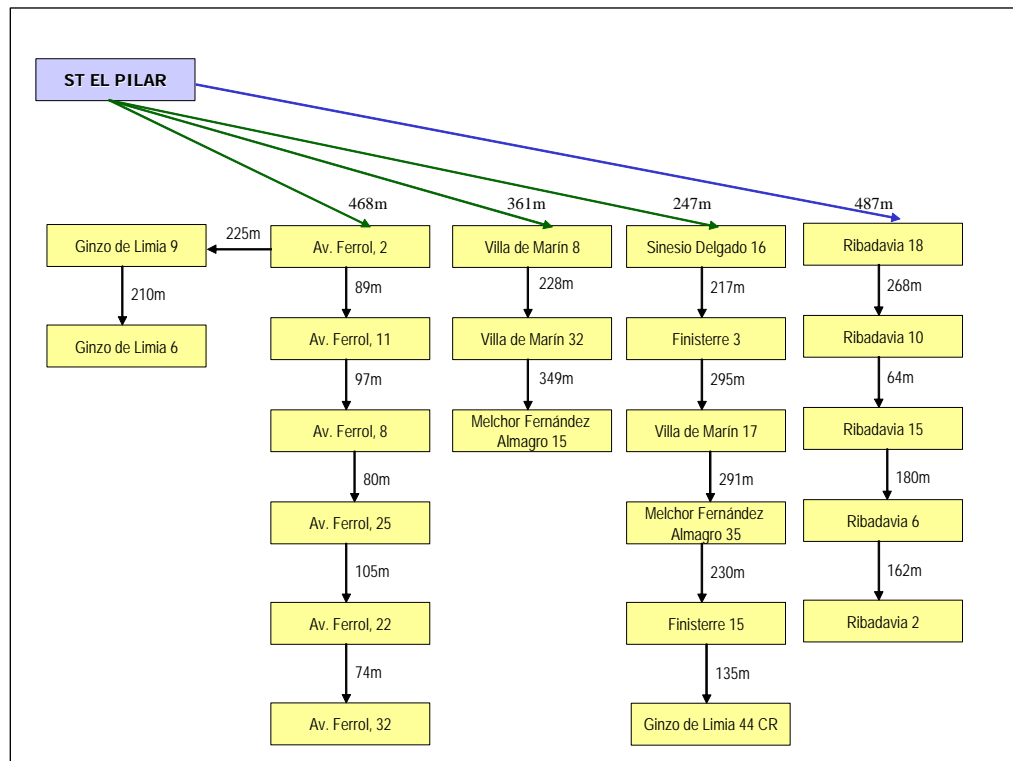 ST EL PILAR
468m
361m
247m
487m
Ginzo de Limia 9
225m
Av. Ferrol, 2
Villa de Marín 8
Sinesio Delgado 16
Ribadavia 18
210m
89m
228m
217m
268m
Ginzo de Limia 6
Av. Ferrol, 11
Villa de Marín 32
Finisterre 3
Ribadavia 10
97m
349m
295m
64m
Av. Ferrol, 8
Melchor Fernández
Almagro 15
Villa de Marín 17
Ribadavia 15
80m
291m
180m
Av. Ferrol, 25
Melchor Fernández
Almagro 35
Ribadavia 6
105m
230m
162m
Av. Ferrol, 22
Finisterre 15
Ribadavia 2
74m
135m
Av. Ferrol, 32
Ginzo de Limia 44 CR